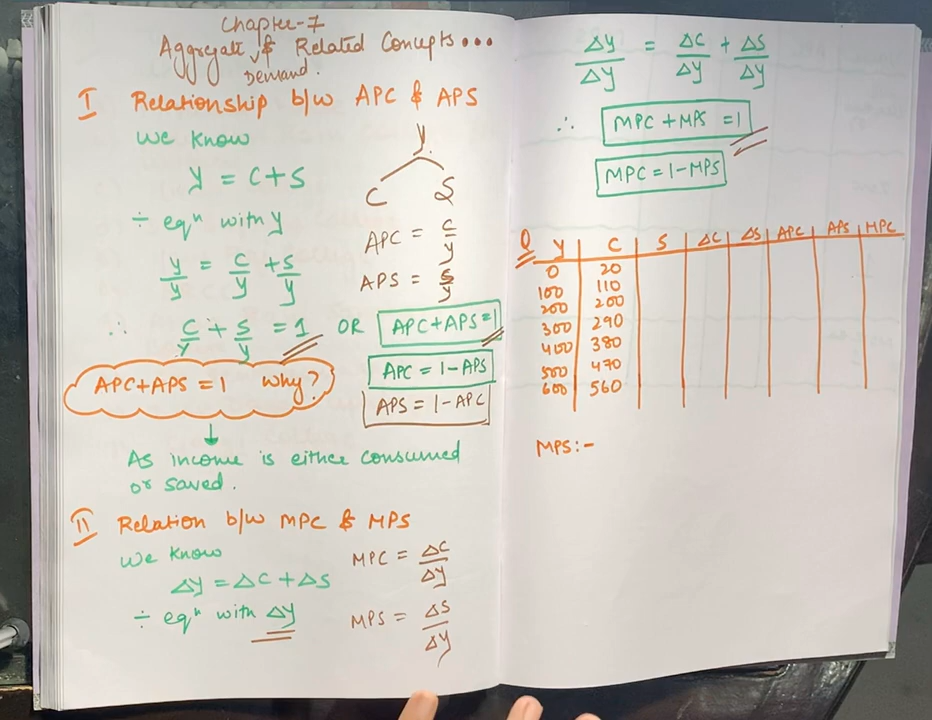 Chapter-7
Aggregate & Related Concepts...
Demand.
I Relationship b/w APC & APS
We know
Y = C+S
÷ eqⁿ with Y
Y/Y = C/Y + S/Y
∴ C/Y + S/Y = 1 OR APC+APS=1
APC+APS=1 why?
As income is either consumed
or saved.
Y
C S
APC = C/Y
APS = S/Y
APC = 1-APS
APS = 1-APC
II Relation b/w MPC & MPS
We know
ΔY = ΔC + ΔS
÷ eqⁿ with ΔY
MPC = ΔC/ΔY
MPS = ΔS/ΔY
ΔY/ΔY = ΔC/ΔY + ΔS/ΔY
∴ MPC + MPS = 1
MPC = 1-MPS
Q Y C S ΔC ΔS APC APS MPC
0 20
100 110
200 200
300 290
400 380
500 470
600 560
MPS:-